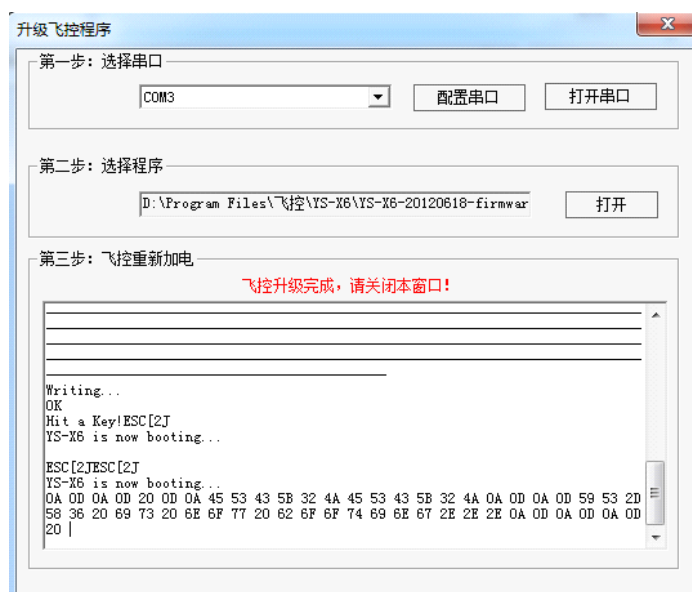 升级飞控程序
第一步：选择串口
COM3
配置串口
打开串口
第二步：选择程序
D:\Program Files\飞控\YS-X6\YS-X6-20120618-firmwar
打开
第三步：飞控重新加电
飞控升级完成，请关闭本窗口!
Writing...
OK
Hit a Key!ESC[2J
YS-X6 is now booting...
ESC[2JESC[2J
YS-X6 is now booting...
0A 0D 0A 0D 20 0D 0A 45 53 43 5B 32 4A 45 53 43 5B 32 4A 0A 0D 0A 0D 59 53 2D
58 36 20 69 73 20 6E 6F 77 20 62 6F 6F 74 69 6E 67 2E 2E 2E 0A 0D 0A 0D 0A 0D
20